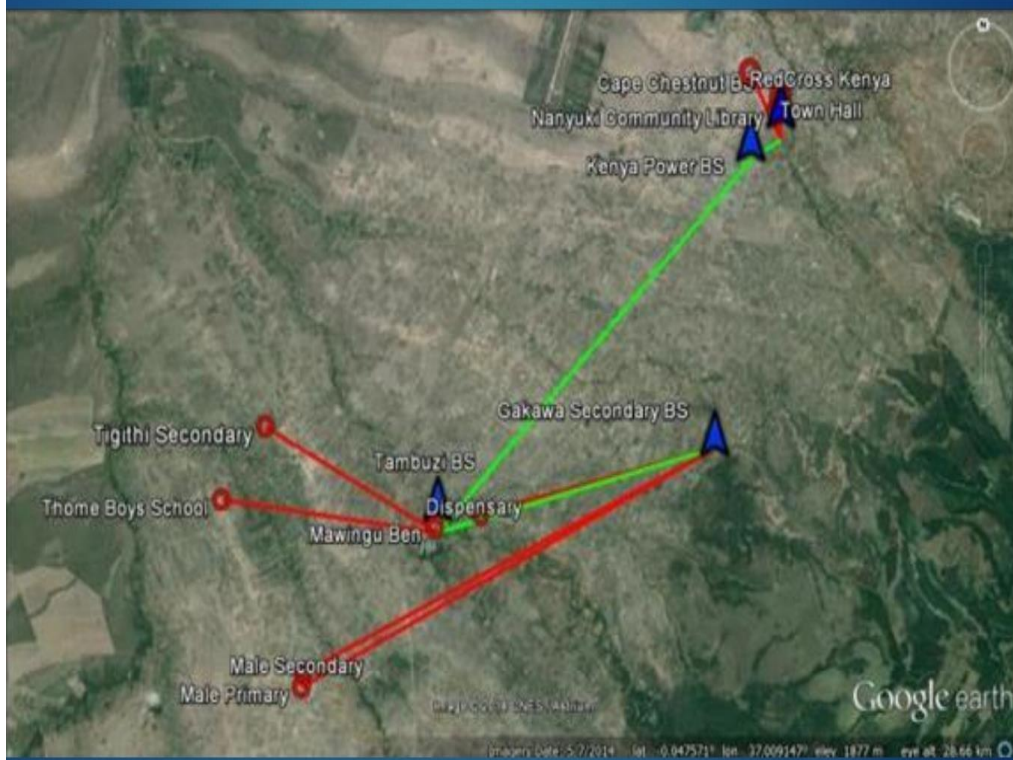 N
Cape Chestnut BS RedCross Kenya
Nanyuki Community Library Town Hall
Kenya Power BS
Gakawa Secondary BS
Tigithi Secondary
Tambuzi BS
Thome Boys School
Dispensary
Mawingu Ben
Male Secondary
Male Primary
Google earth
Imagery Date: 5/7/2014 lat -0.047571° lon 37.009147° elev 1877 m eye alt 28.66 km